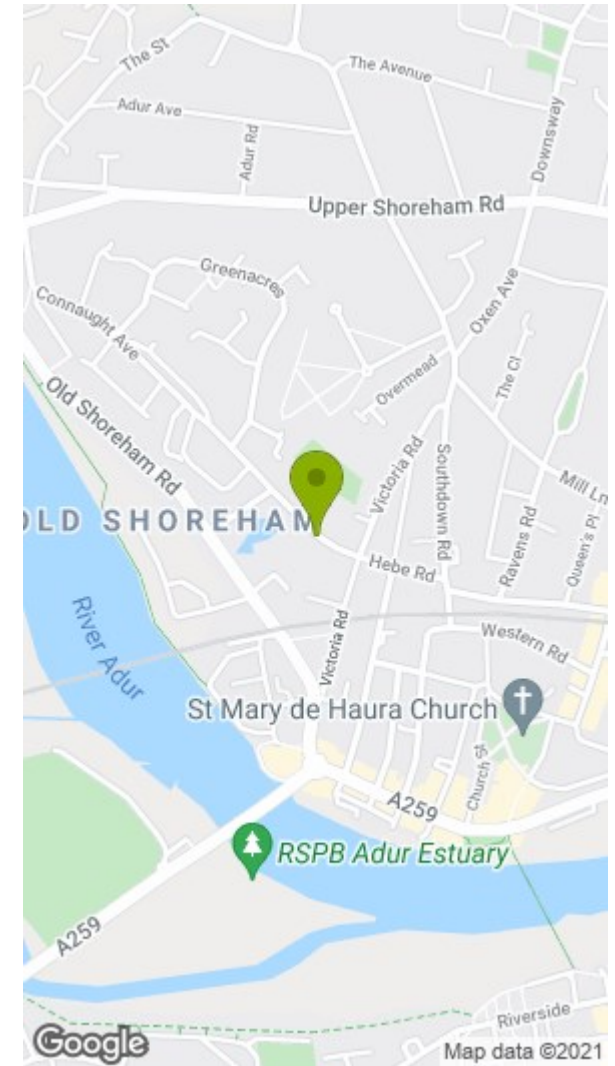 The St
The Avenue
Adur Ave
Adur Rd
Downsway
Upper Shoreham Rd
Greenacres
Connaught Ave
Oxen Ave
Overmead
The Cl
Old Shoreham Rd
Victoria Rd
Southdown Rd
Mill Ln
OLD SHOREHAM
Ravens Rd
Queen's Pl
Hebe Rd
River Adur
Victoria Rd
Western Rd
St Mary de Haura Church
Church St
A259
RSPB Adur Estuary
A259
Riverside
Google
Map data ©2021